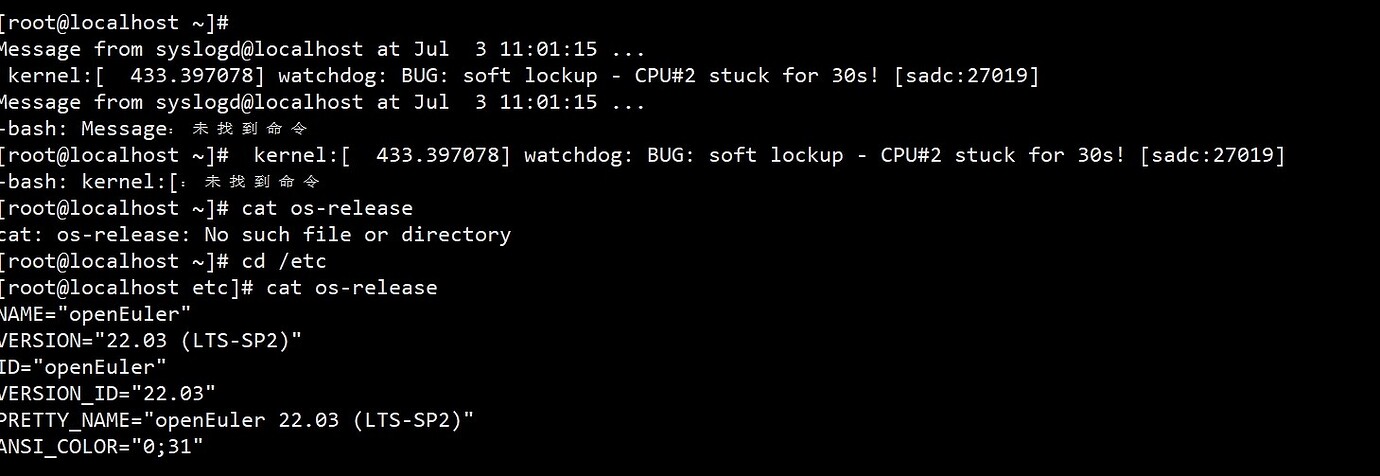 [root@localhost ~]#
Message from syslogd@localhost at Jul  3 11:01:15 ...
 kernel:[  433.397078] watchdog: BUG: soft lockup - CPU#2 stuck for 30s! [sadc:27019]
Message from syslogd@localhost at Jul  3 11:01:15 ...
-bash: Message：未找到命令
[root@localhost ~]#  kernel:[  433.397078] watchdog: BUG: soft lockup - CPU#2 stuck for 30s! [sadc:27019]
-bash: kernel:[：未找到命令
[root@localhost ~]# cat os-release
cat: os-release: No such file or directory
[root@localhost ~]# cd /etc
[root@localhost etc]# cat os-release
NAME="openEuler"
VERSION="22.03 (LTS-SP2)"
ID="openEuler"
VERSION_ID="22.03"
PRETTY_NAME="openEuler 22.03 (LTS-SP2)"
ANSI_COLOR="0;31"